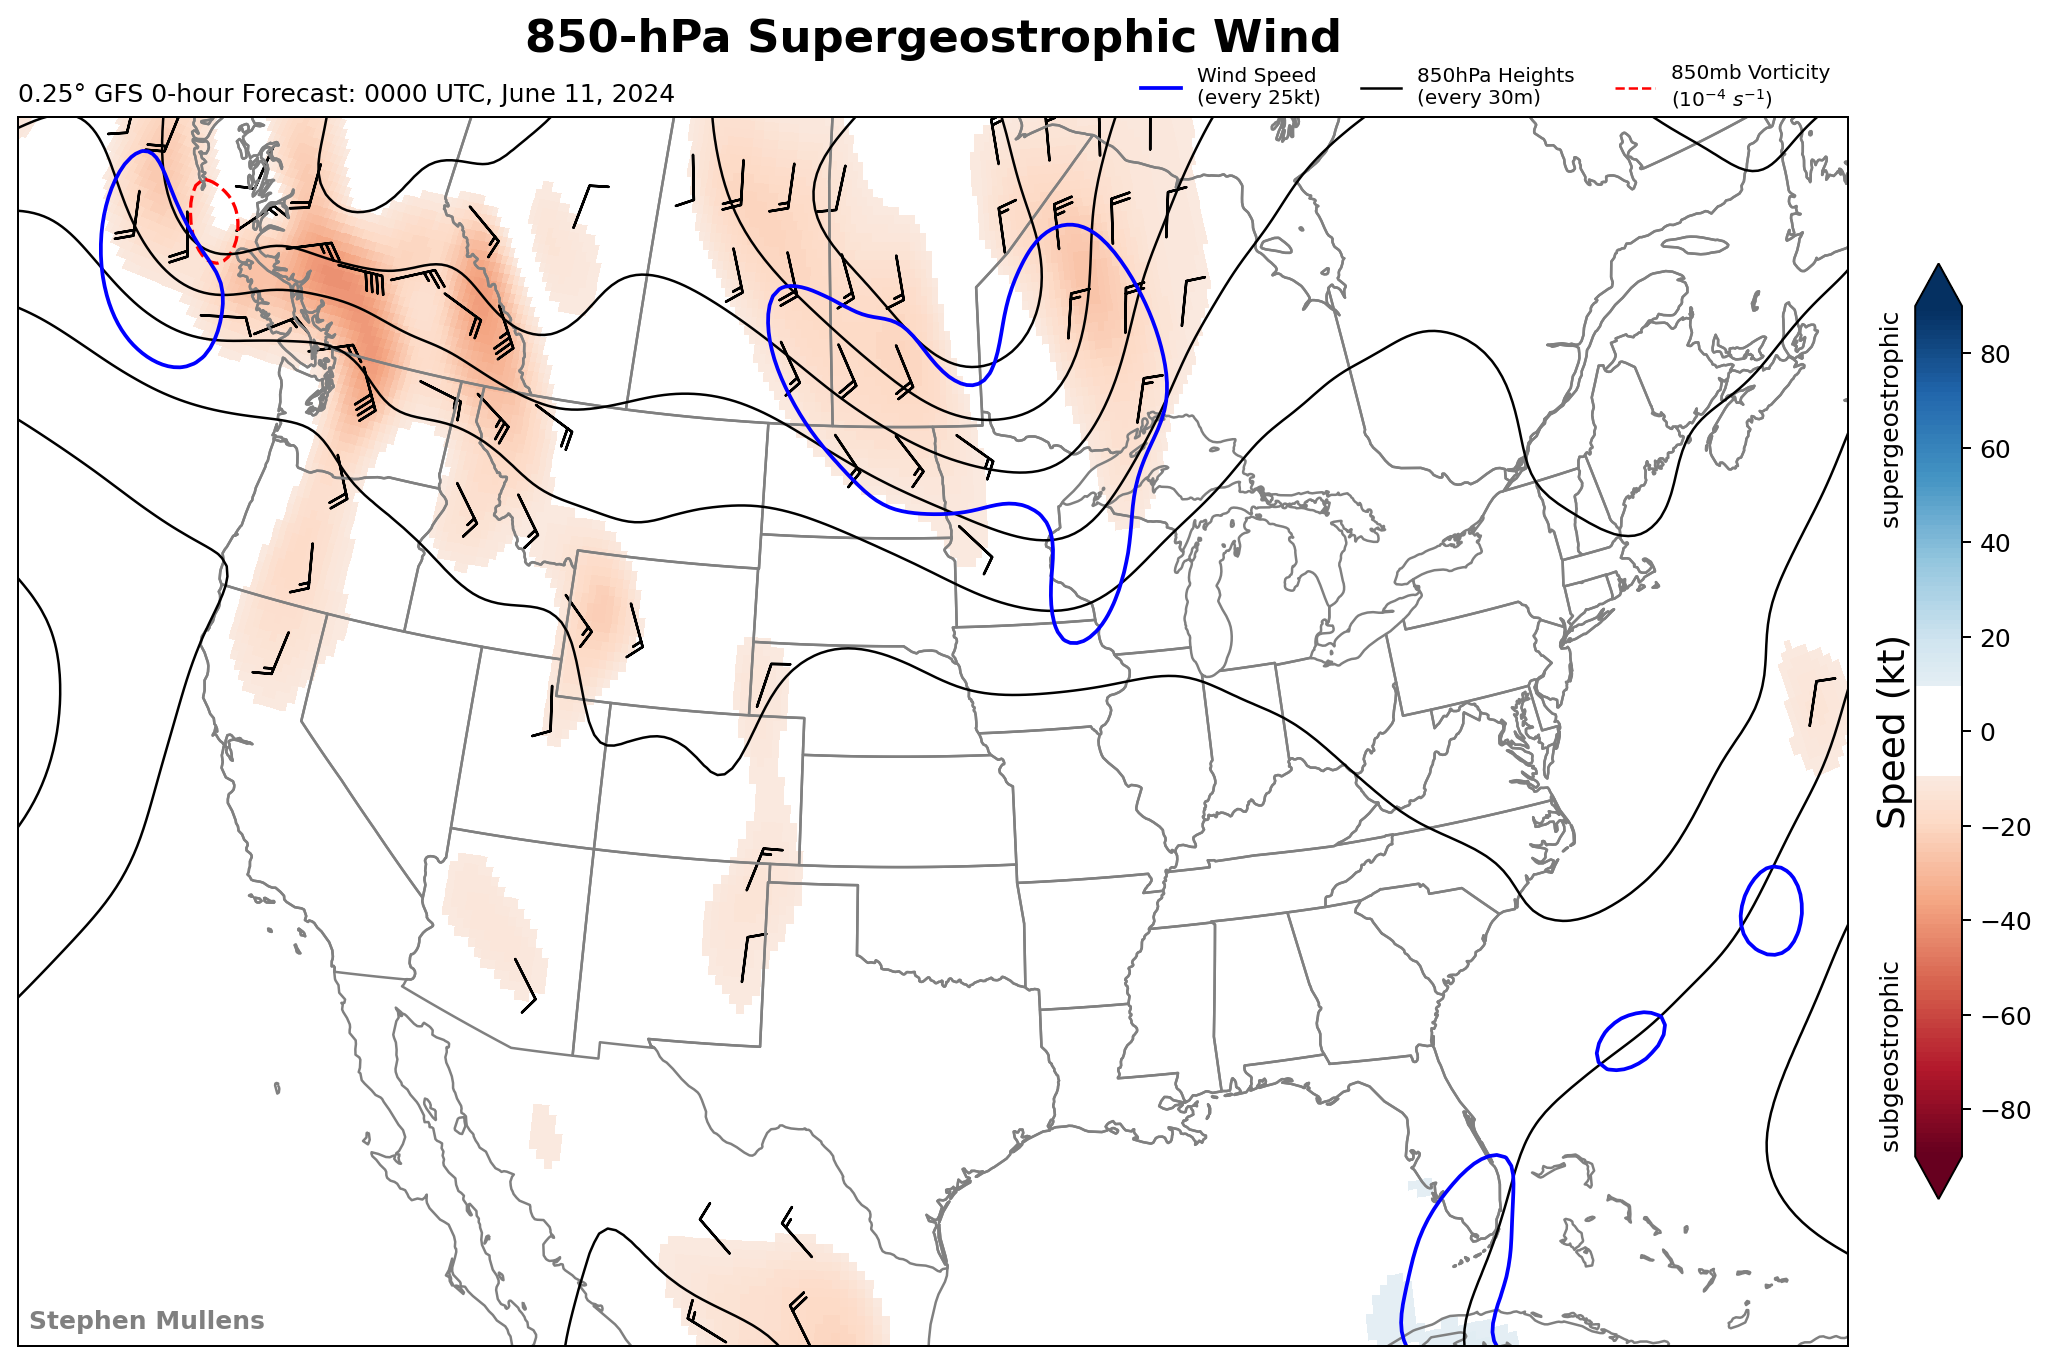 850-hPa Supergeostrophic Wind
0.25° GFS 0-hour Forecast: 0000 UTC, June 11, 2024
Wind Speed
(every 25kt)
850hPa Heights
(every 30m)
850mb Vorticity
(10⁻⁴ s⁻¹)
supergeostrophic
Speed (kt)
subgeostrophic
80
60
40
20
0
−20
−40
−60
−80
Stephen Mullens